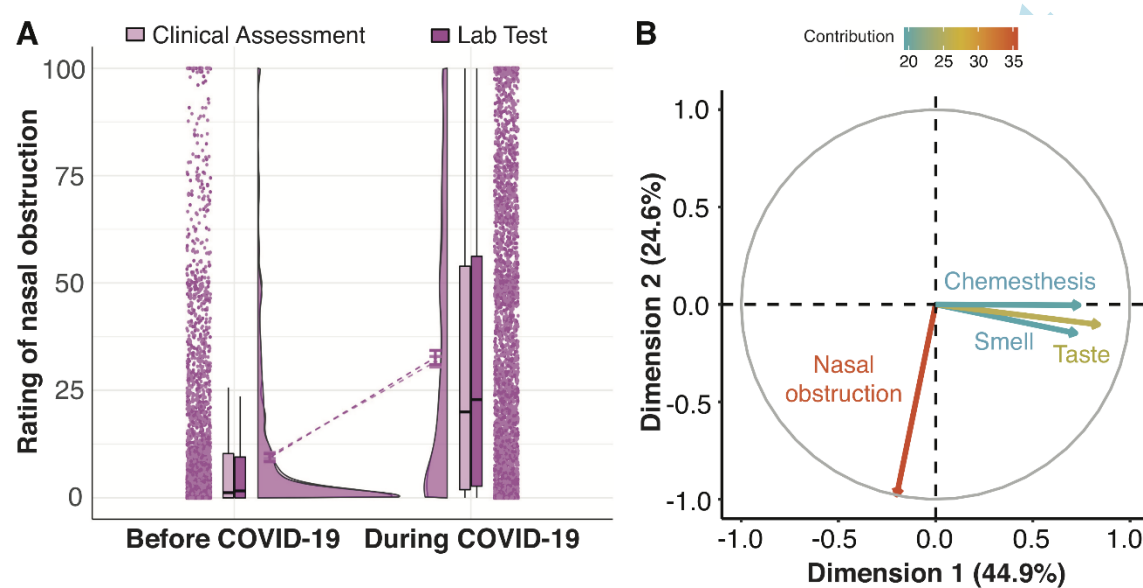 A
Clinical Assessment
Lab Test
Rating of nasal obstruction
100
75
50
25
0
Before COVID-19
During COVID-19
B
Contribution
20 25 30 35
Dimension 2 (24.6%)
1.0
0.5
0.0
-0.5
-1.0
Chemesthesis
Smell
Taste
Nasal
obstruction
-1.0 -0.5 0.0 0.5 1.0
Dimension 1 (44.9%)